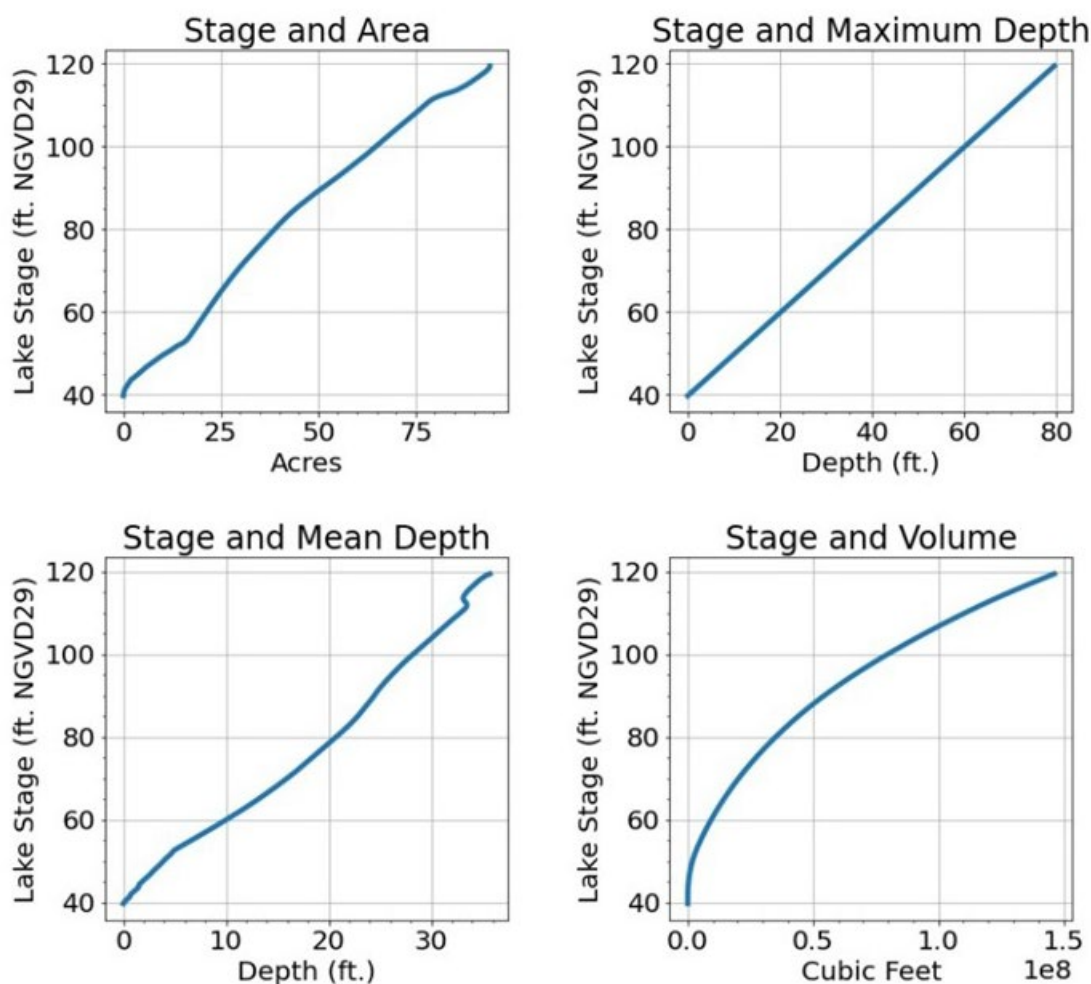 Stage and Area
Lake Stage (ft. NGVD29)
120
100
80
60
40
0 25 50 75
Acres
Stage and Maximum Depth
Lake Stage (ft. NGVD29)
120
100
80
60
40
0 20 40 60 80
Depth (ft.)
Stage and Mean Depth
Lake Stage (ft. NGVD29)
120
100
80
60
40
0 10 20 30
Depth (ft.)
Stage and Volume
Lake Stage (ft. NGVD29)
120
100
80
60
40
0.0 0.5 1.0 1.5
Cubic Feet 1e8